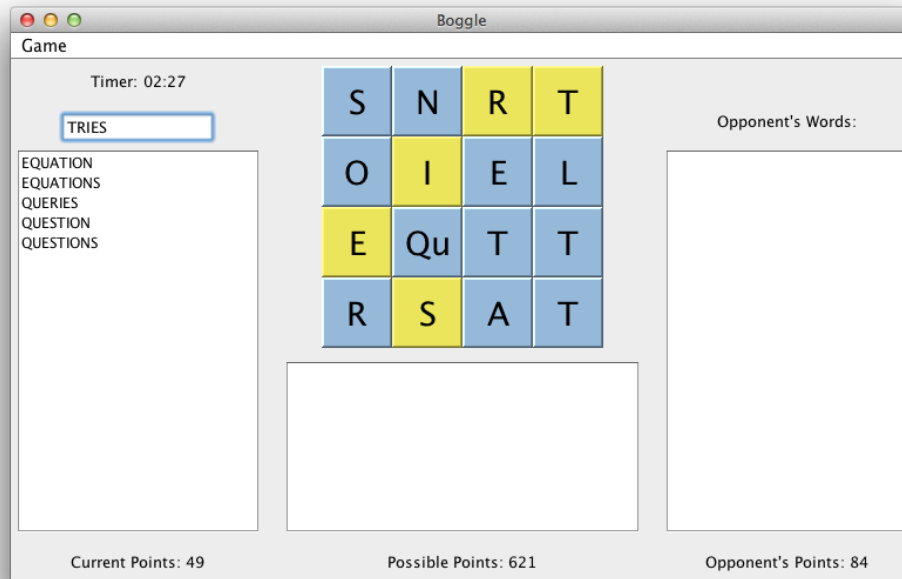 Boggle
Game
Timer: 02:27
TRIES
EQUATION
EQUATIONS
QUERIES
QUESTION
QUESTIONS
Current Points: 49
S N R T
O I E L
E Qu T T
R S A T
Possible Points: 621
Opponent's Words:
Opponent's Points: 84